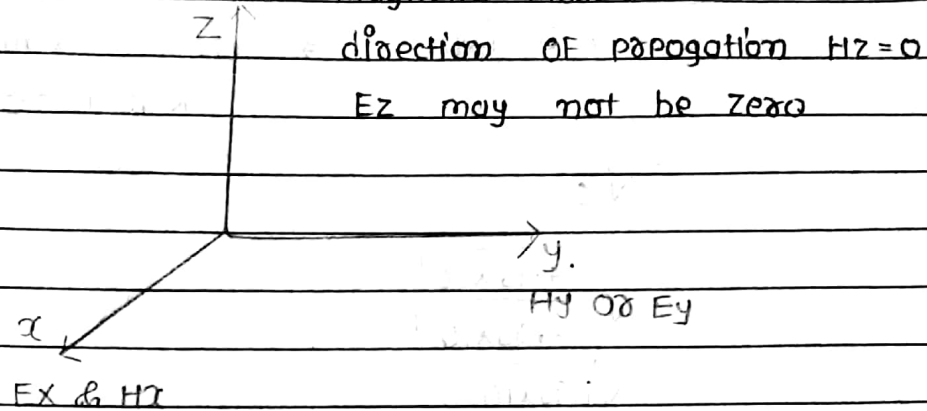 Z
direction OF propogation HZ = 0
EZ may not be zero
y.
Hy Or Ey
x
EX & Hx